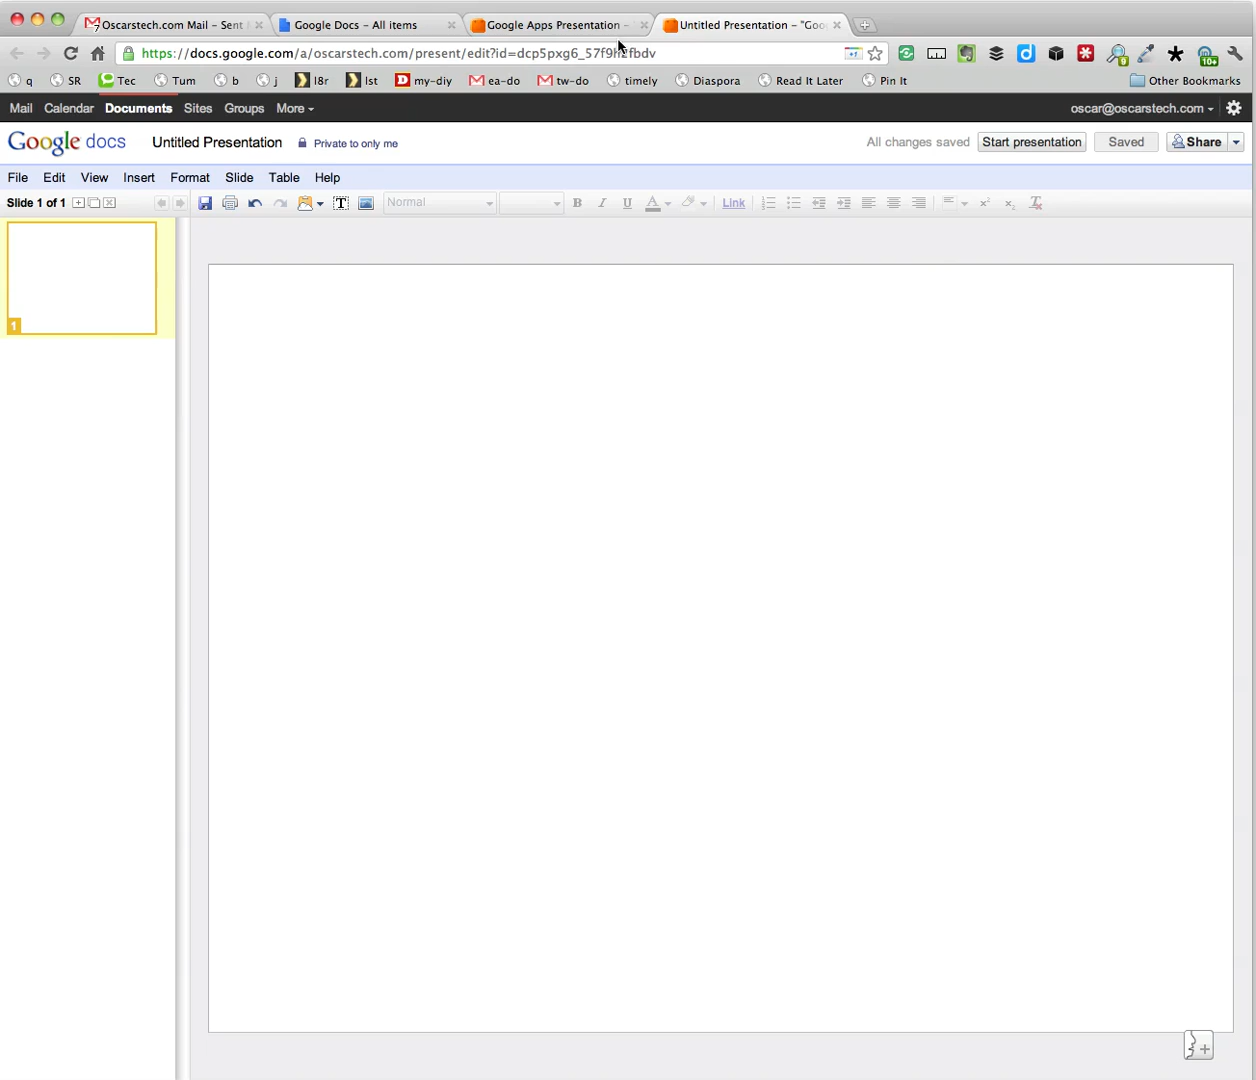 Oscarstech.com Mail – Sent
Google Docs – All items
Google Apps Presentation –
Untitled Presentation – "Goo
https://docs.google.com/a/oscarstech.com/present/edit?id=dcp5pxg6_57f9
fbdv
9
10+
q SR Tec Tum b j l8r lst my-diy ea-do tw-do timely Diaspora Read It Later Pin It Other Bookmarks
Mail Calendar Documents Sites Groups More oscar@oscarstech.com
Google docs Untitled Presentation Private to only me All changes saved Start presentation Saved Share
File Edit View Insert Format Slide Table Help
Slide 1 of 1 T Normal B I U A Link
1